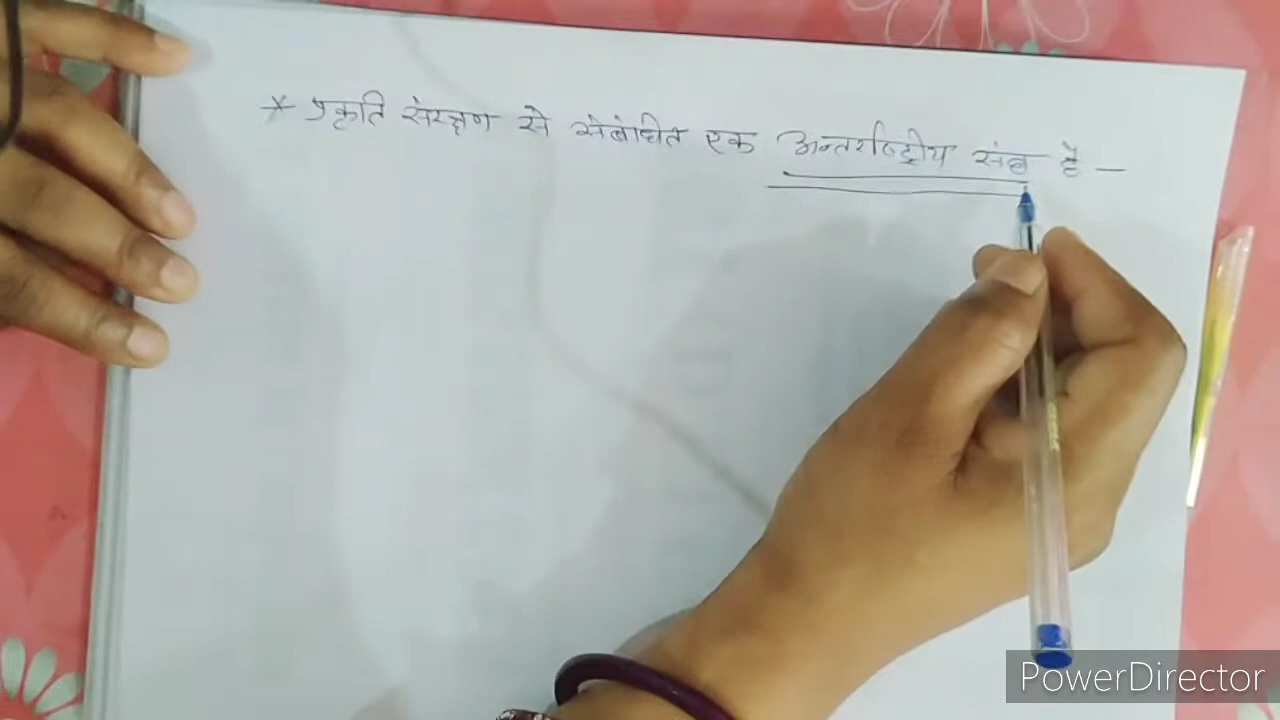 * प्रकृति संरक्षण से संबंधित एक अन्तर्राष्ट्रीय संघ है —
PowerDirector